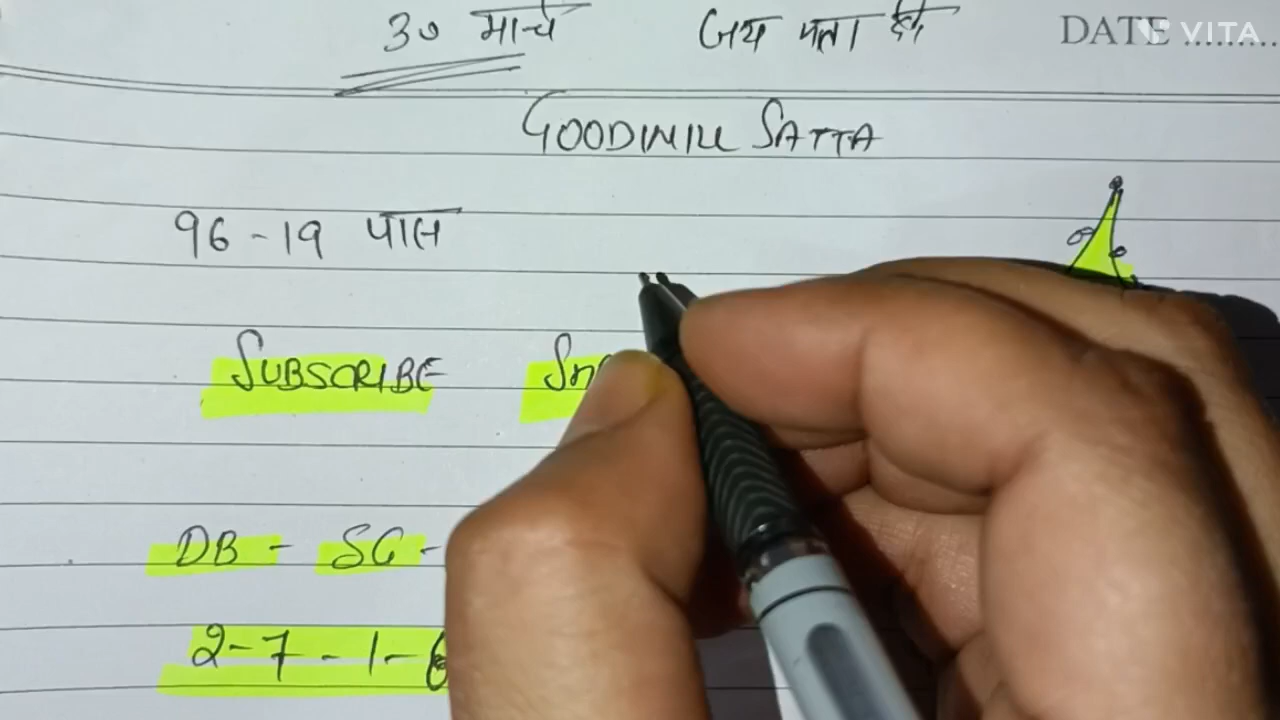 30 मार्च जय माता दी DATE ......... VITA
GOODWILL SATTA
96-19 पास
SUBSCRIBE
DB - SG -
2-7-1-6